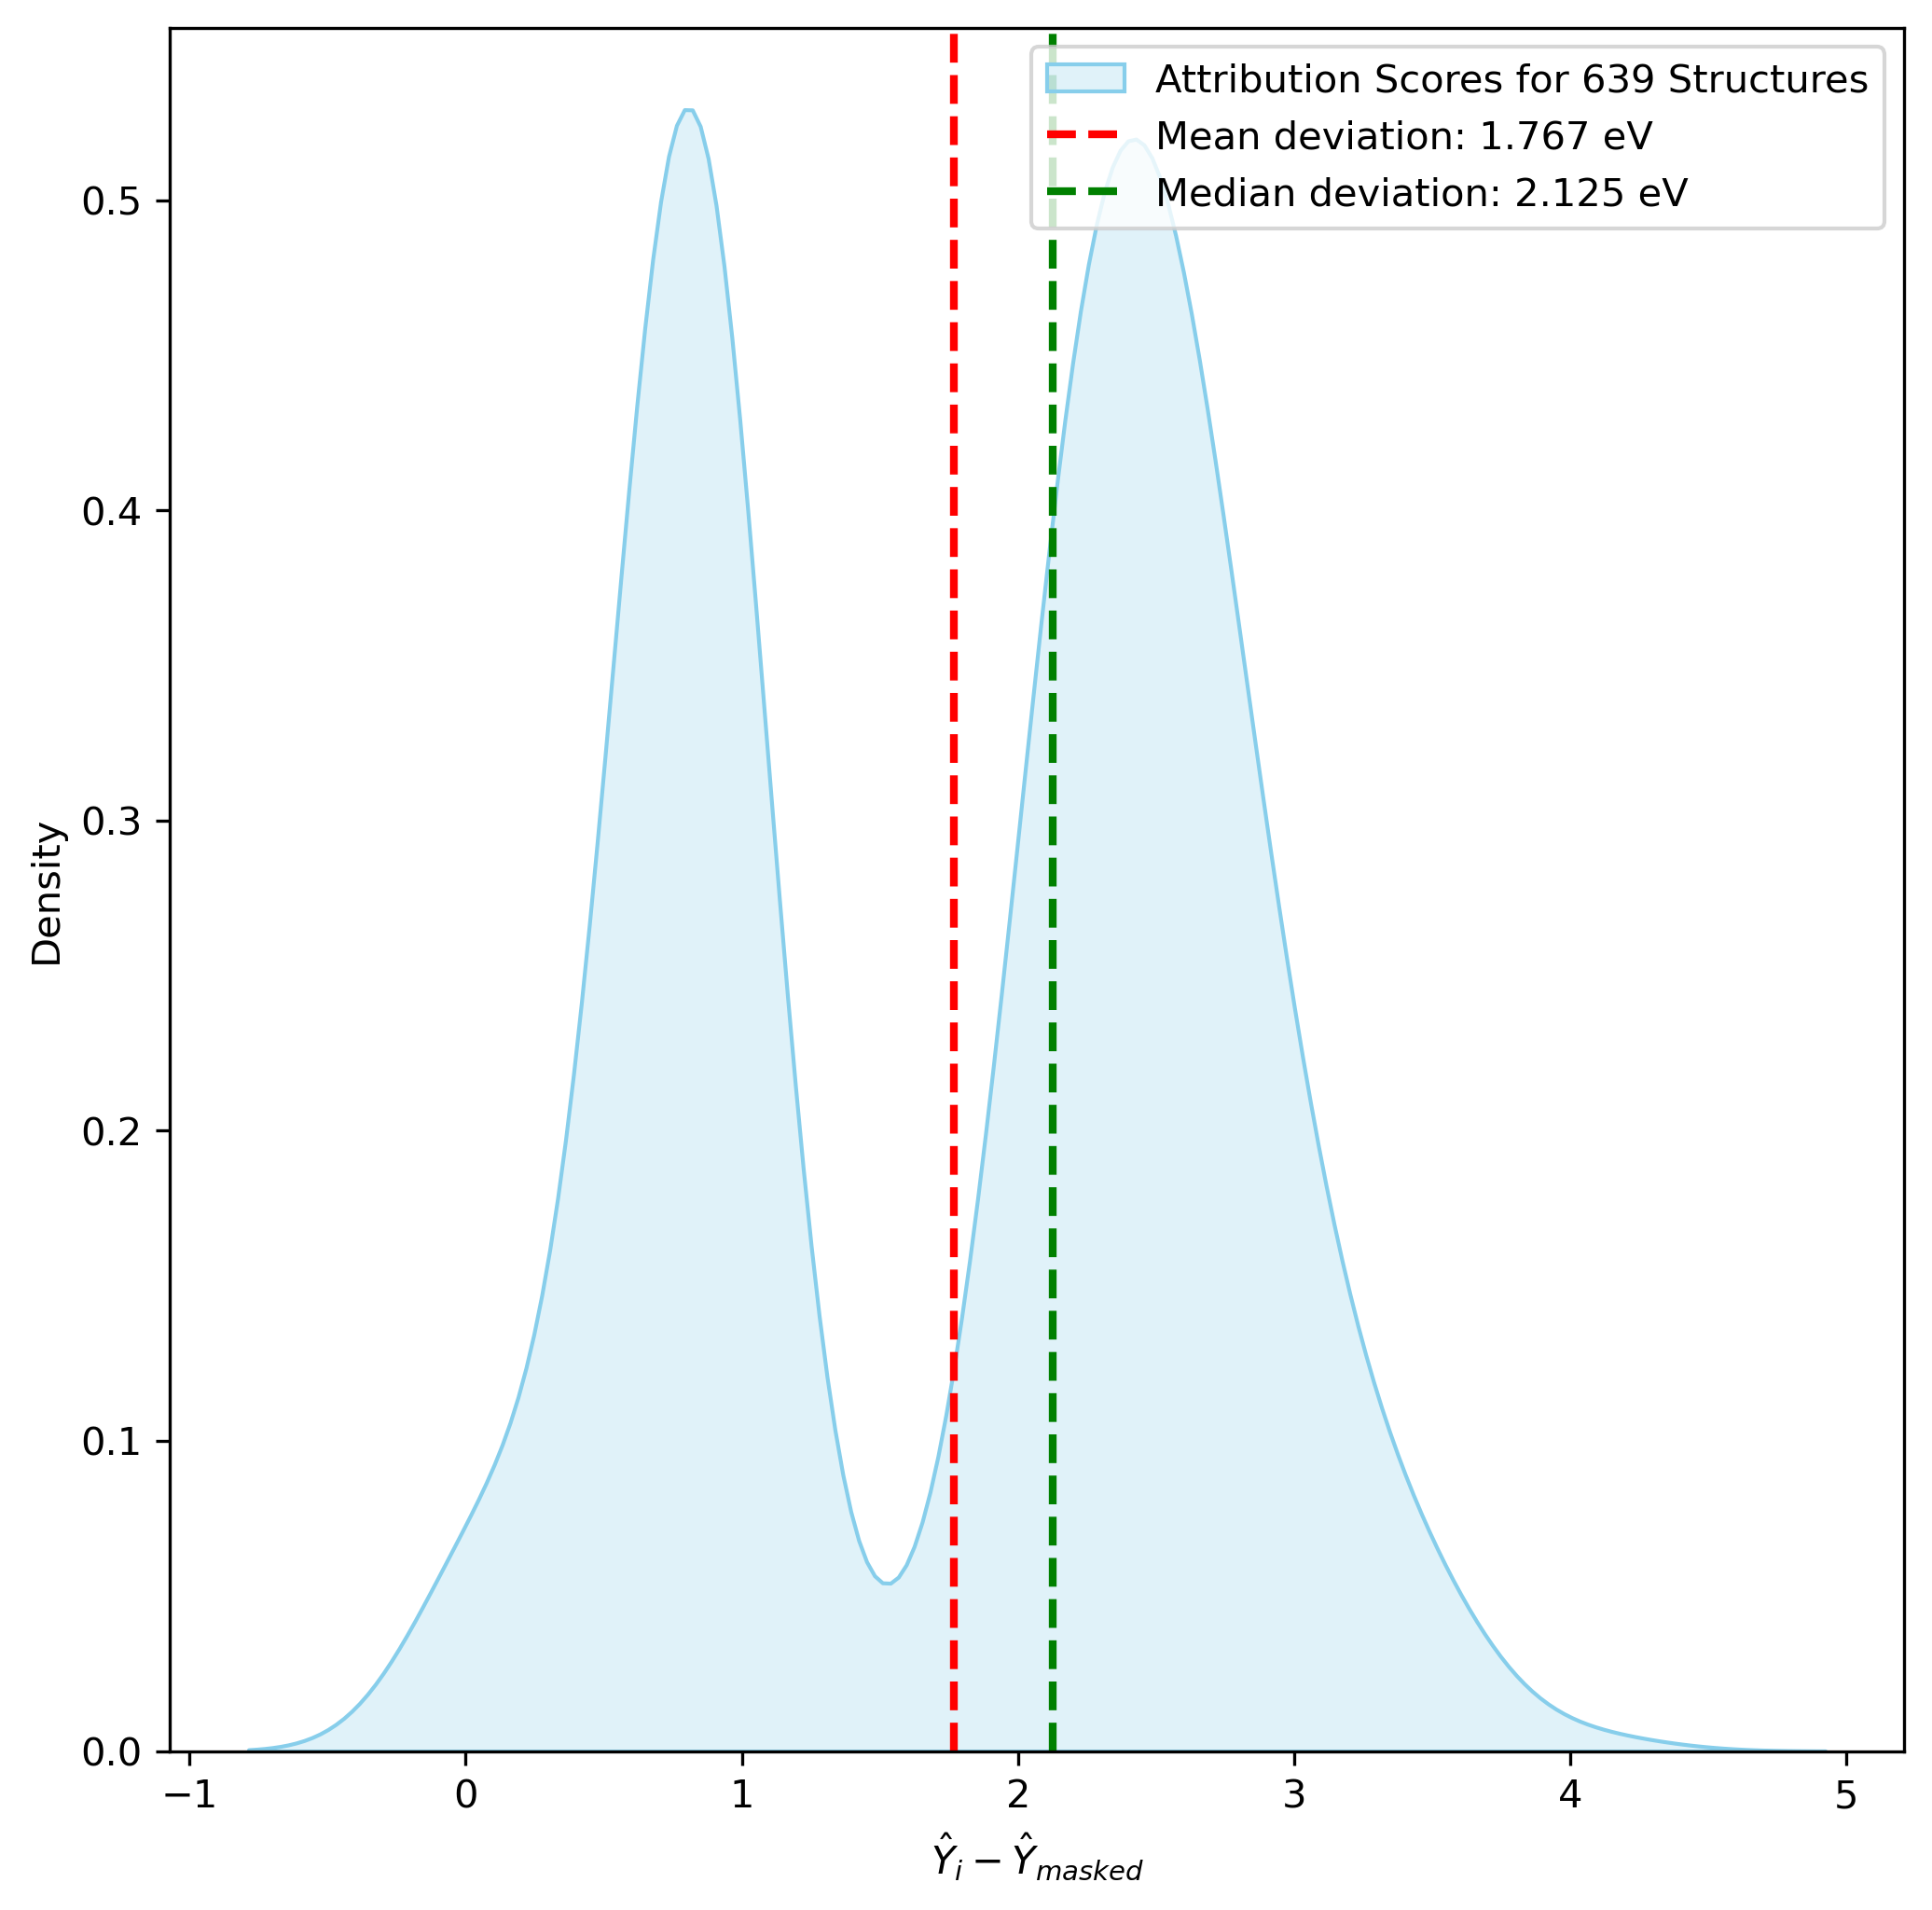 Attribution Scores for 639 Structures
Mean deviation: 1.767 eV
Median deviation: 2.125 eV
Density
0.5
0.4
0.3
0.2
0.1
0.0
−1 0 1 2 3 4 5
Ŷᵢ − Ŷ_masked